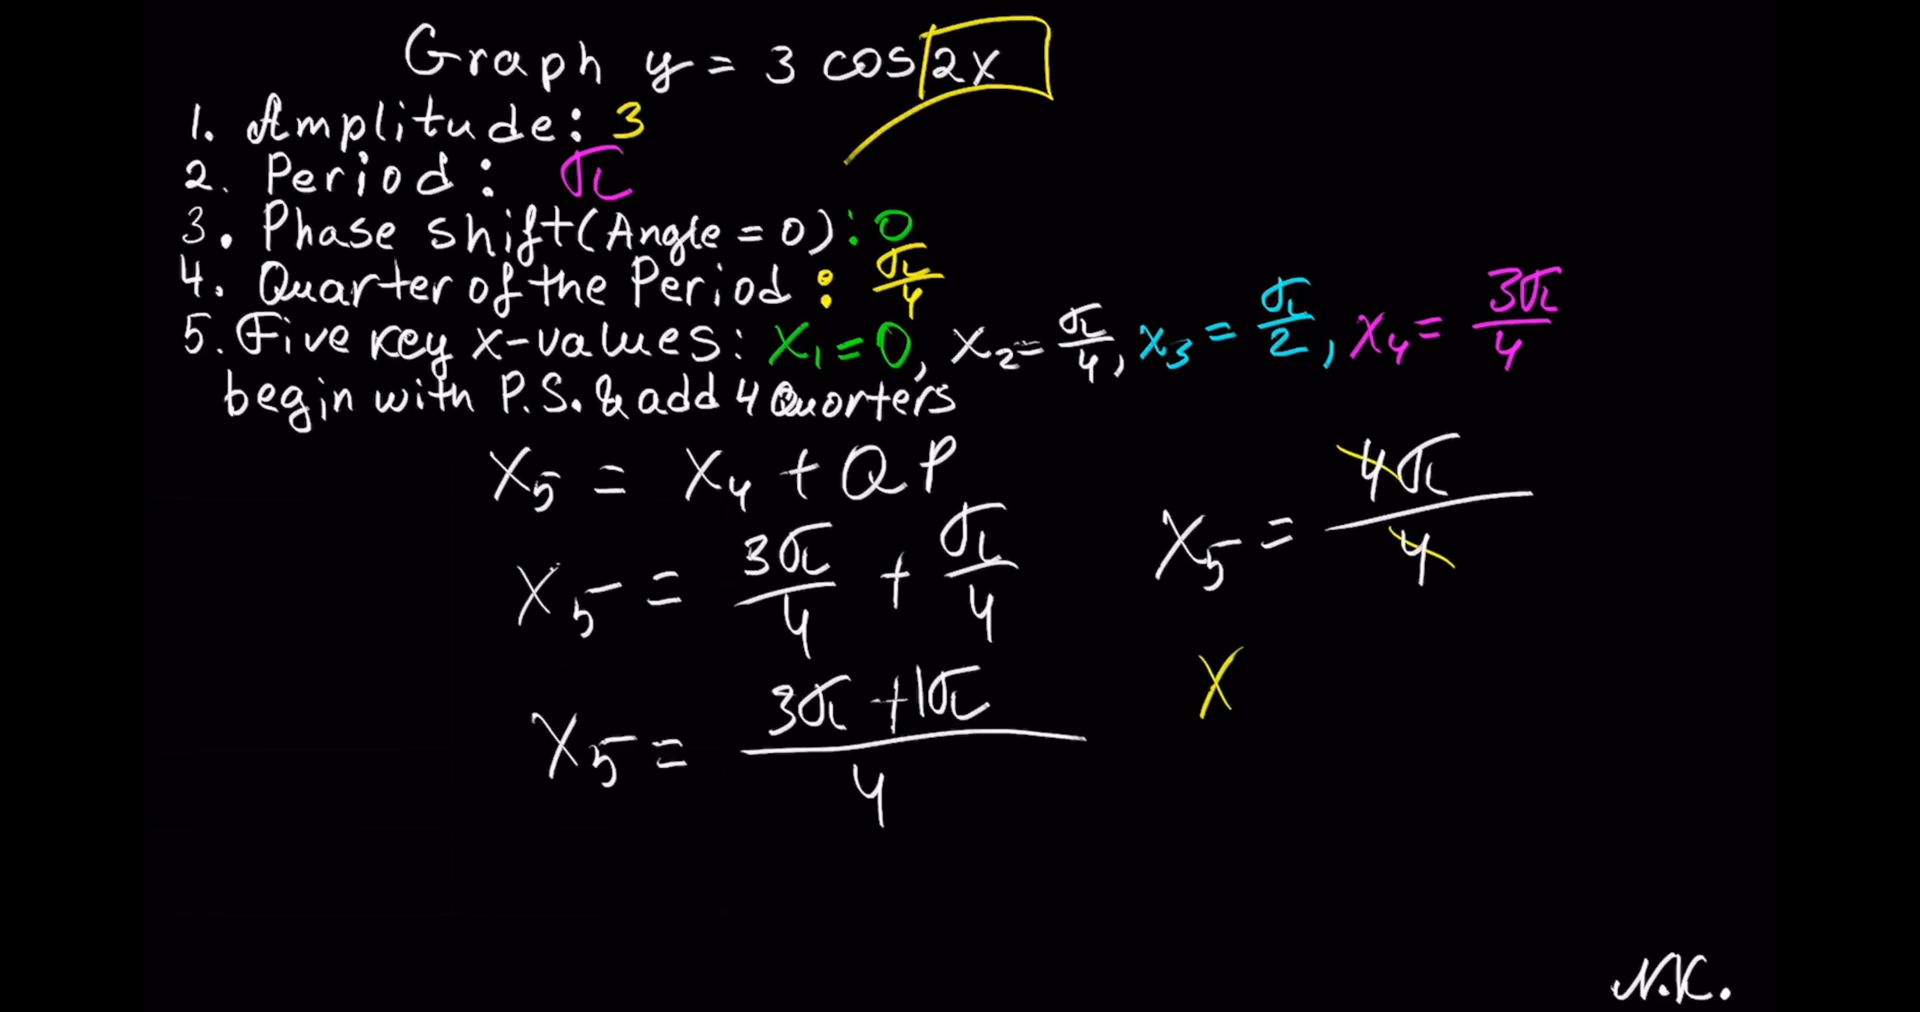 Graph y = 3 cos 2x
1. Amplitude: 3
2. Period: π
3. Phase shift (Angle = 0): 0
4. Quarter of the Period: π/4
5. Five key x-values: x₁ = 0, x₂ = π/4, x₃ = π/2, x₄ = 3π/4
begin with P.S. & add 4 Quorters
x₅ = x₄ + QP
x₅ = 3π/4 + π/4
x₅ = (3π + 1π)/4
x₅ = 4π/4
x
N.K.